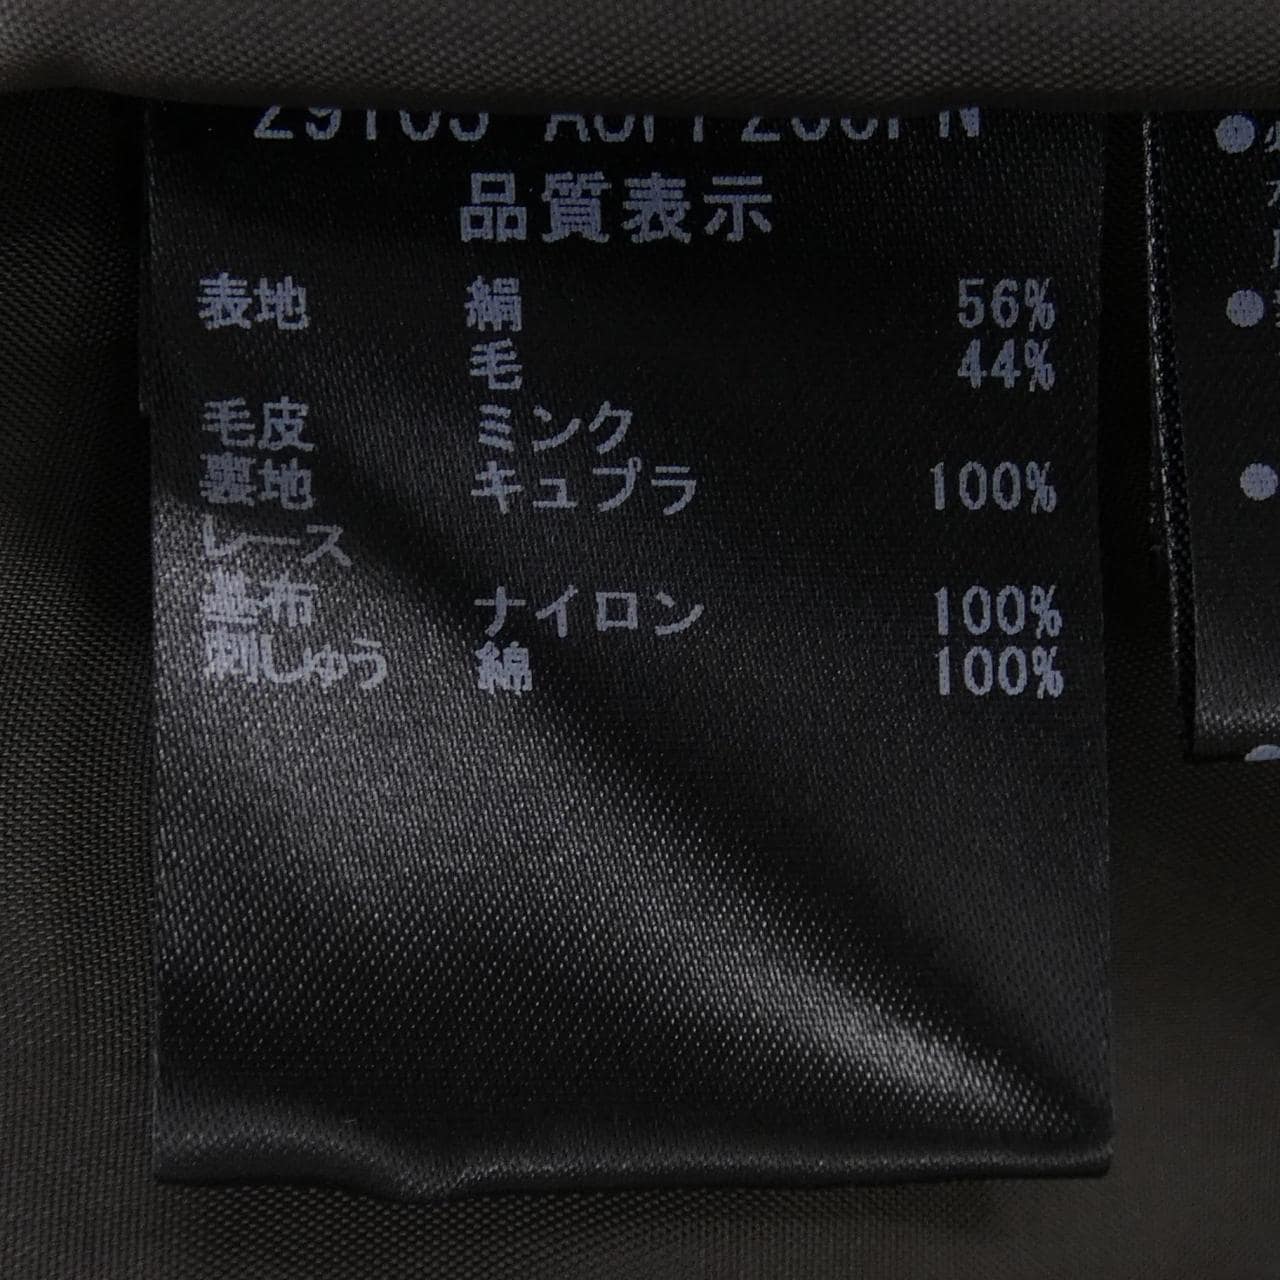 品質表示
表地 絹 56%
毛 44%
毛皮 ミンク
裏地 キュプラ 100%
レース
基布 ナイロン 100%
刺しゅう 綿 100%